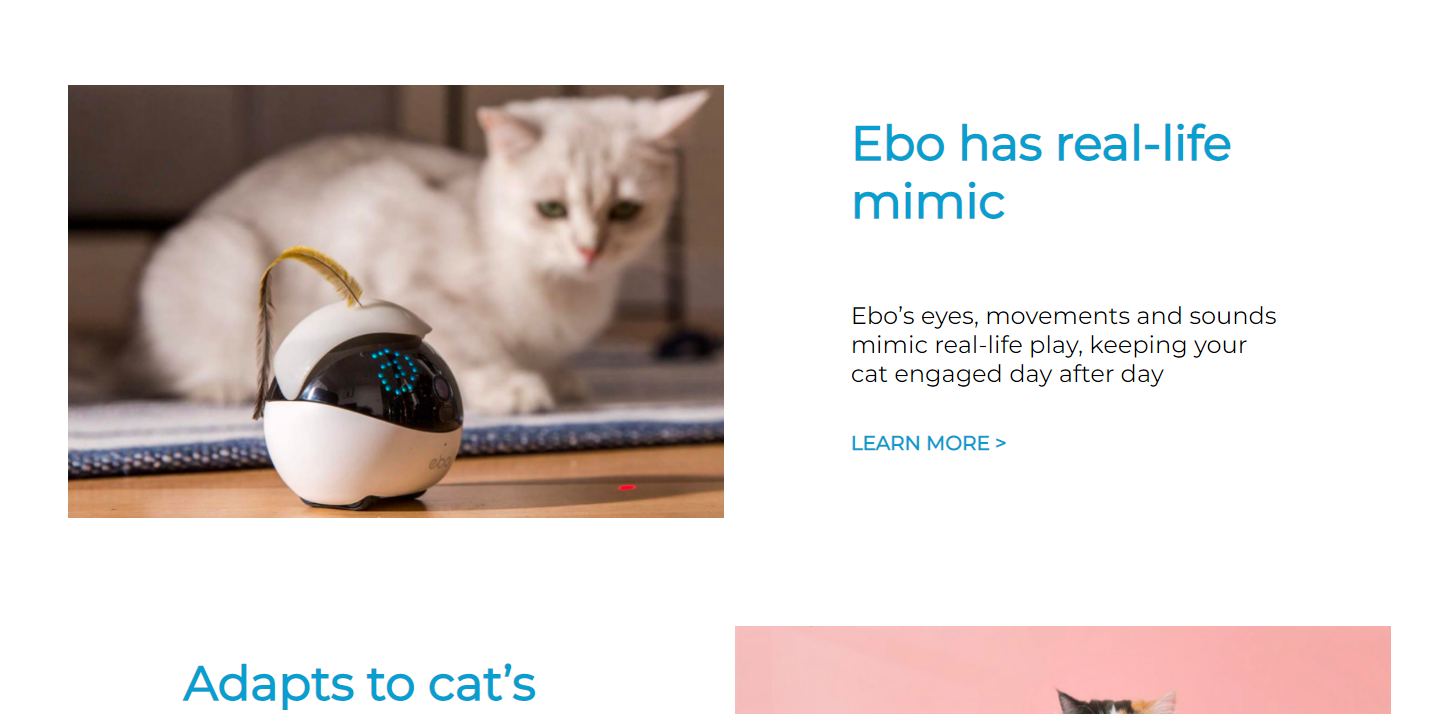 Ebo has real-life
mimic
Ebo’s eyes, movements and sounds
mimic real-life play, keeping your
cat engaged day after day
LEARN MORE >
ebo
Adapts to cat’s